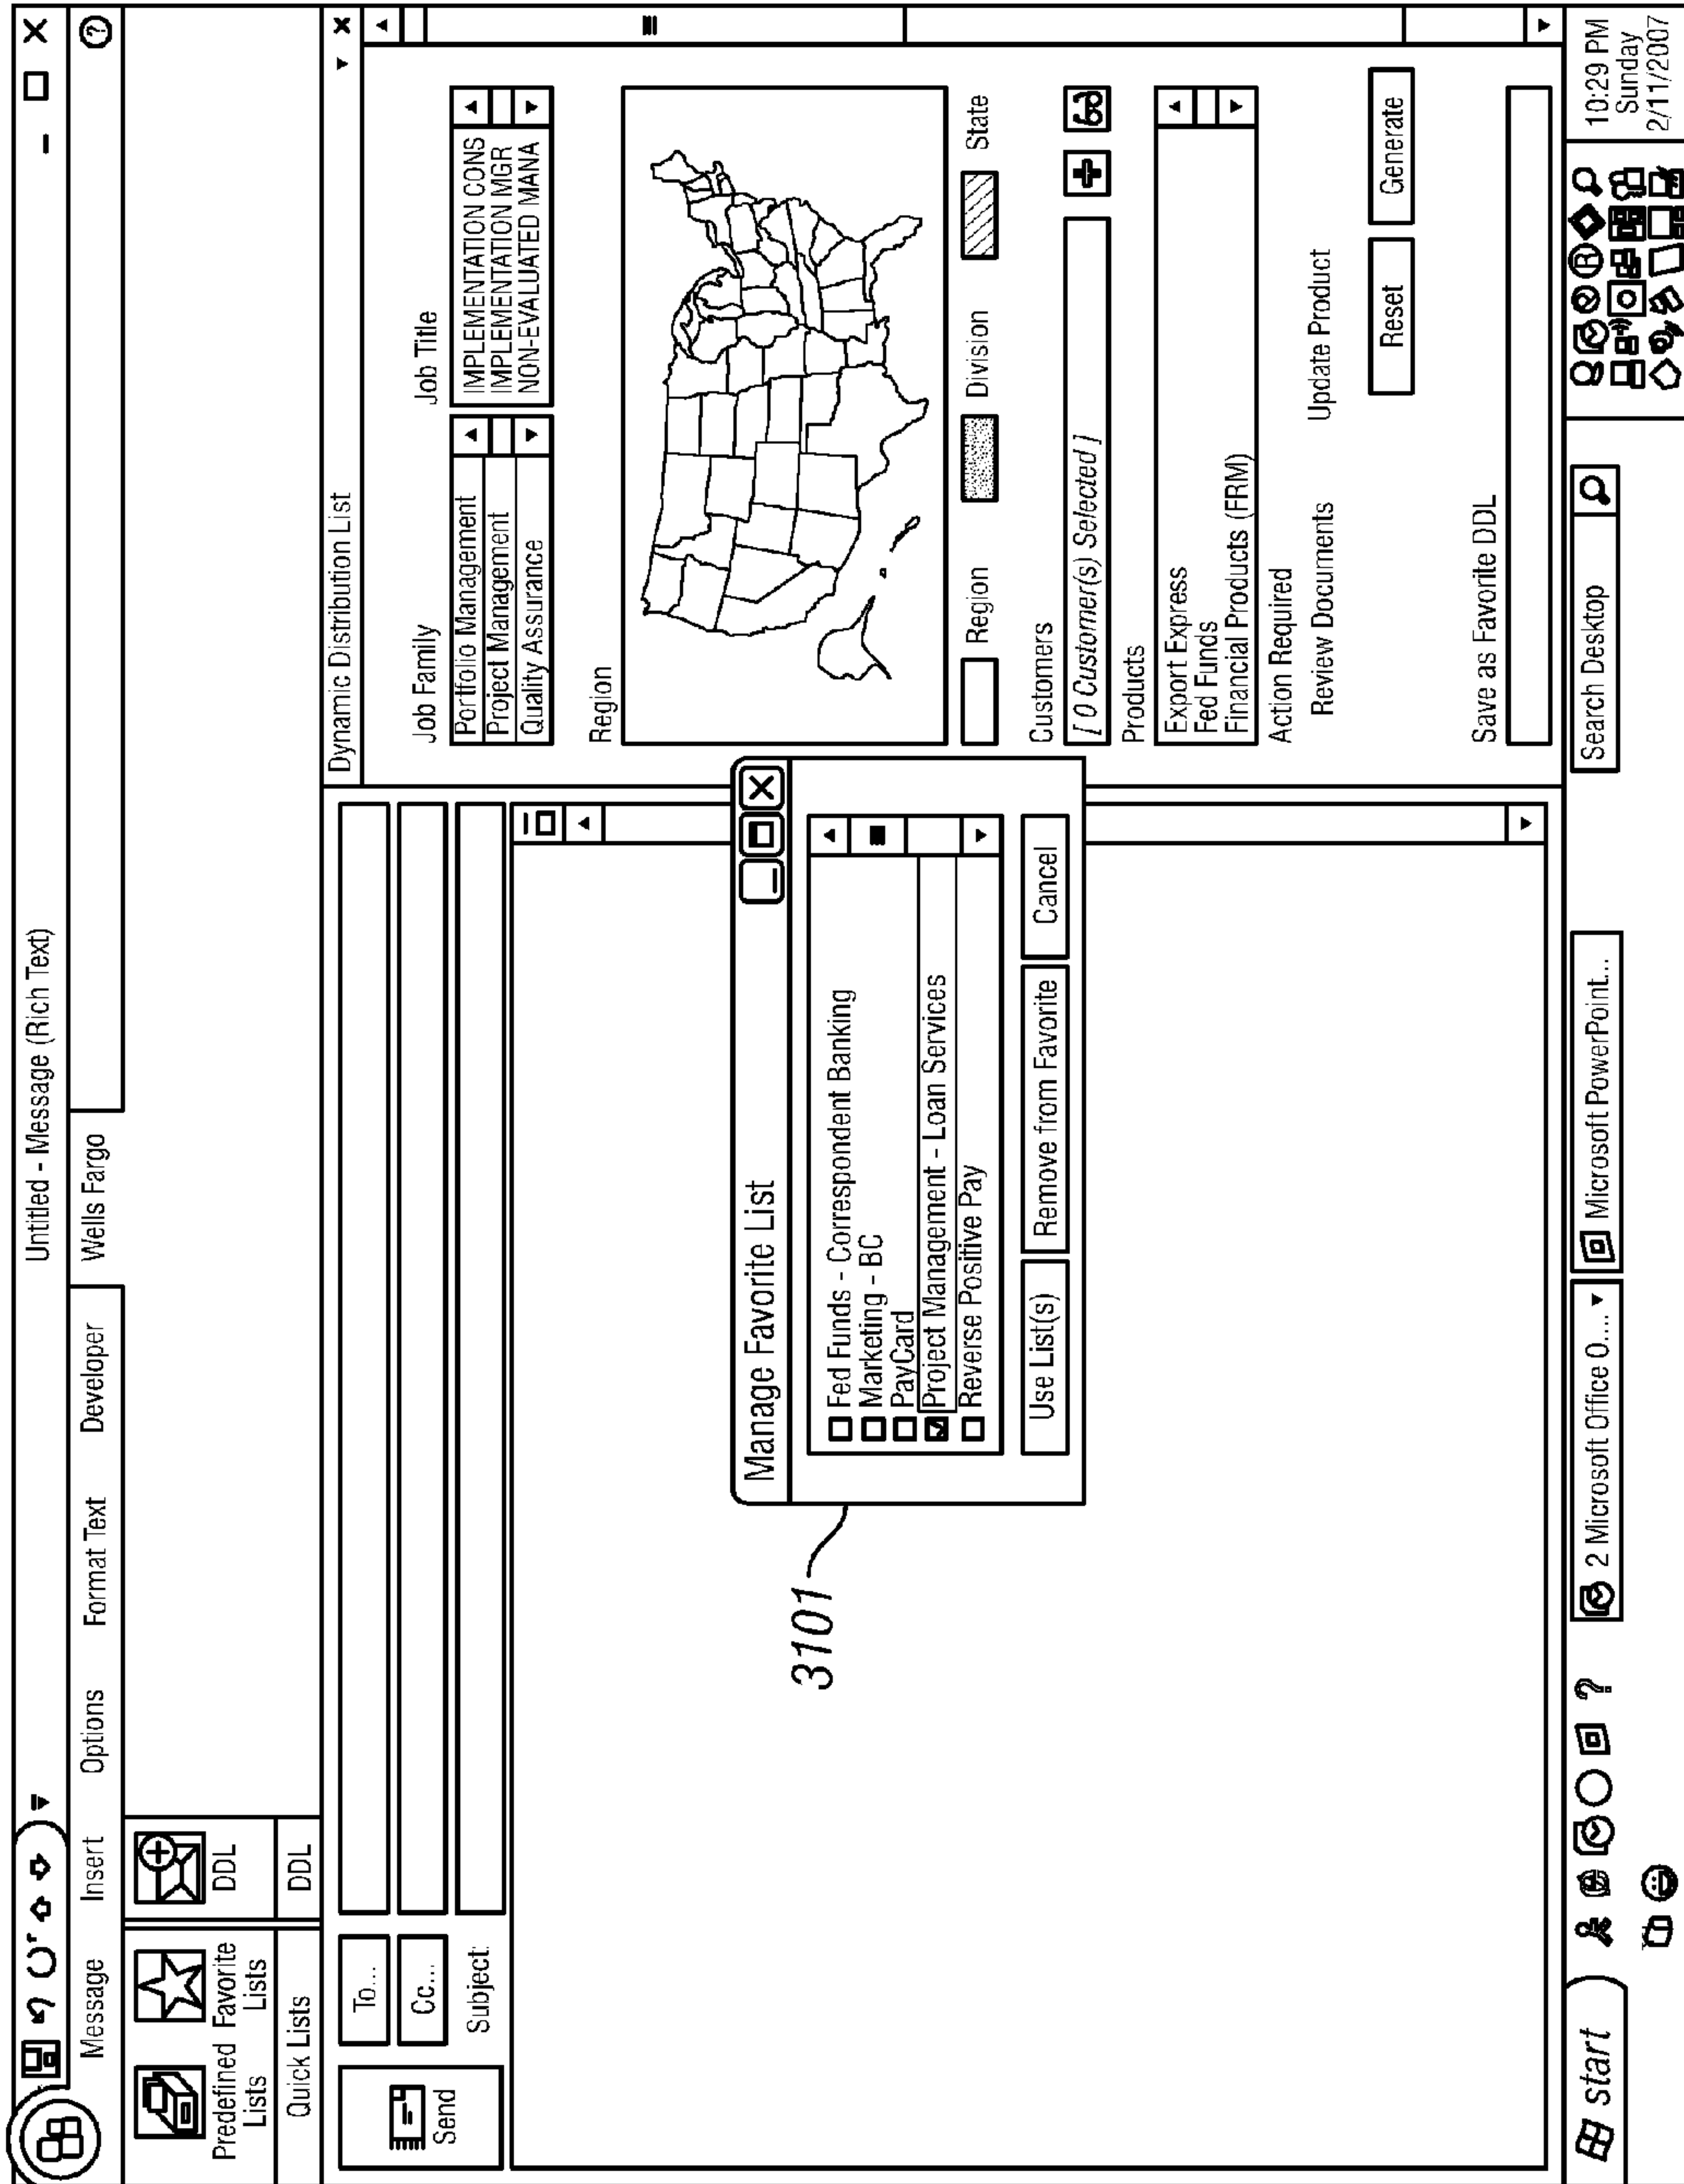 Untitled - Message (Rich Text)
Message Insert Options Format Text Developer Wells Fargo
Predefined Lists
Favorite Lists
DDL
Quick Lists
DDL
Send
To...
Cc...
Subject:
Dynamic Distribution List
Job Family
Portfolio Management
Project Management
Quality Assurance
Job Title
IMPLEMENTATION CONS
IMPLEMENTATION MGR
NON-EVALUATED MANA
Region
Region Division State
Customers
[ 0 Customer(s) Selected ]
Products
Export Express
Fed Funds
Financial Products (FRM)
Action Required
Review Documents Update Product
Reset Generate
Save as Favorite DDL
3101
Manage Favorite List
Fed Funds - Correspondent Banking
Marketing - BC
PayCard
Project Management - Loan Services
Reverse Positive Pay
Use List(s) Remove from Favorite Cancel
start
2 Microsoft Office O....
Microsoft PowerPoint...
Search Desktop
10:29 PM
Sunday
2/11/2007